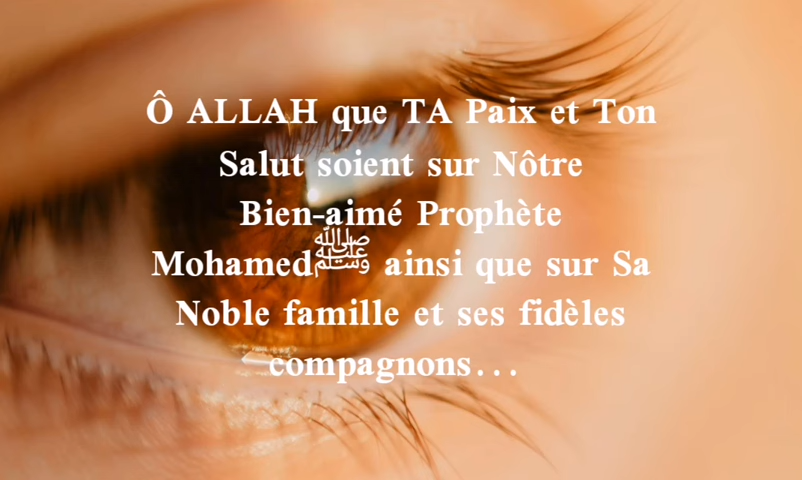 Ô ALLAH que TA Paix et Ton
Salut soient sur Nôtre
Bien-aimé Prophète
Mohamedﷺ ainsi que sur Sa
Noble famille et ses fidèles
compagnons...